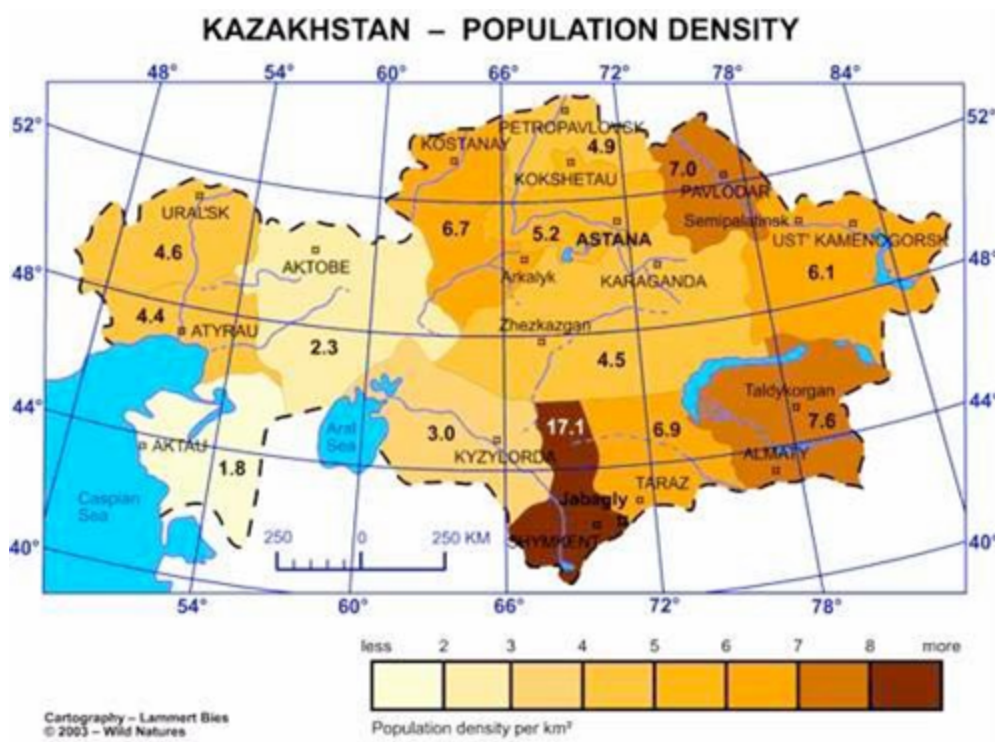 KAZAKHSTAN – POPULATION DENSITY
48° 54° 60° 66° 72° 78° 84°
52° 52°
PETROPAVLOVSK
KOSTANAY 4.9
KOKSHETAU 7.0
PAVLODAR
URAL'SK Semipalatinsk
6.7 5.2 ASTANA UST' KAMENOGORSK
4.6 AKTOBE Arkalyk KARAGANDA 6.1
48° 48°
4.4 ATYRAU Zhezkazgan
2.3 4.5
Taldykorgan
44° 44°
Aral
Sea
3.0 17.1 6.9 7.6
AKTAU 1.8 KYZYLORDA ALMATY
TARAZ
Caspian
Sea
Jabagly
250 0 250 KM SHYMKENT
40° 40°
54° 60° 66° 72° 78°
less 2 3 4 5 6 7 8 more
Population density per km²
Cartography – Lammert Bies
© 2003 – Wild Natures